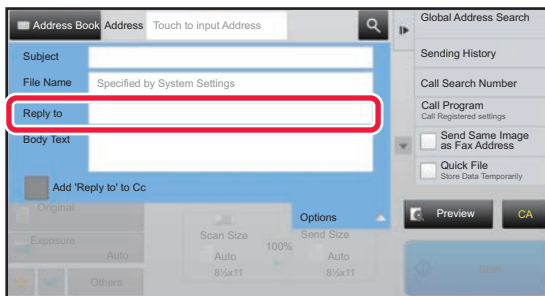 Address Book Address Touch to input Address
Subject
File Name Specified by System Settings
Reply to
Body Text
Add 'Reply to' to Cc
Options
Original
Exposure
Auto
Others
Scan Size
100%
Send Size
Auto
Auto
8½x11
8½x11
Global Address Search
Sending History
Call Search Number
Call Program
Call Registered settings
Send Same Image
as Fax Address
Quick File
Store Data Temporarily
Preview
CA
Start